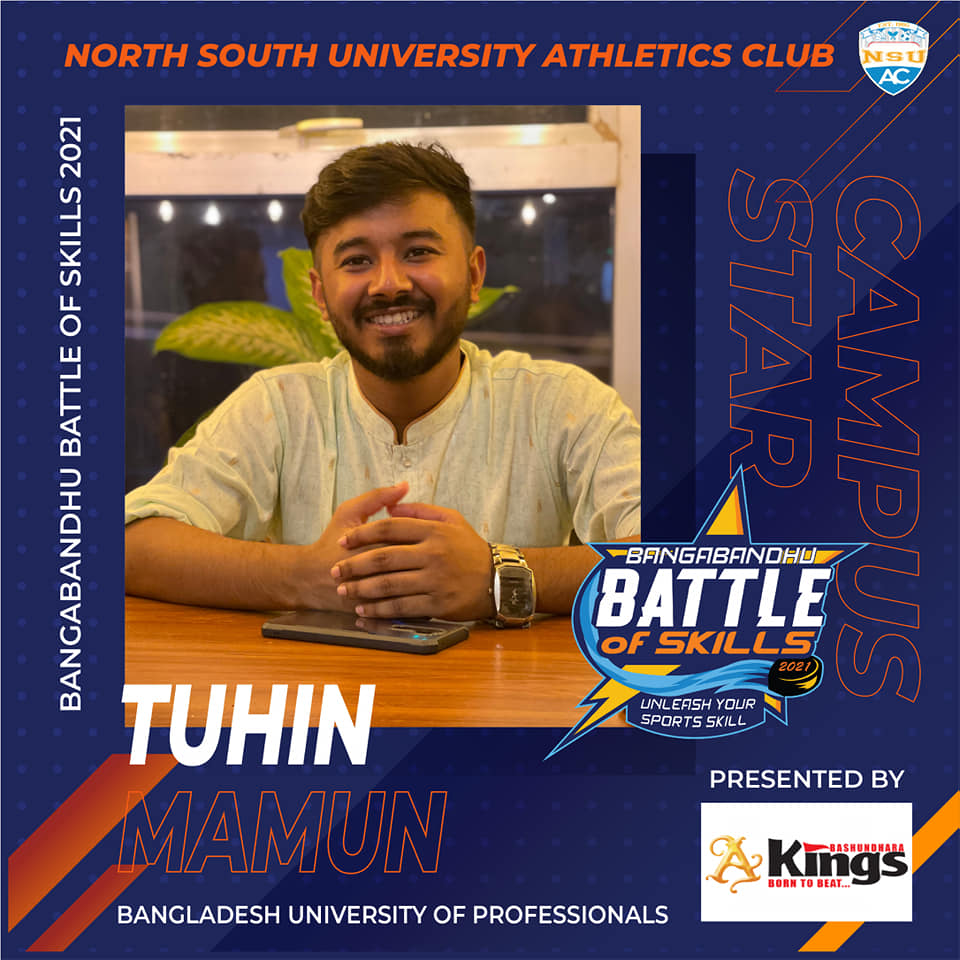 NORTH SOUTH UNIVERSITY ATHLETICS CLUB
NSU
AC
BANGABANDHU BATTLE OF SKILLS 2021
CAMPUS
STAR
BANGABANDHU
BATTLE
OF SKILLS
2021
UNLEASH YOUR
SPORTS SKILL
TUHIN
MAMUN
BANGLADESH UNIVERSITY OF PROFESSIONALS
PRESENTED BY
A
BASHUNDHARA
Kings
BORN TO BEAT...